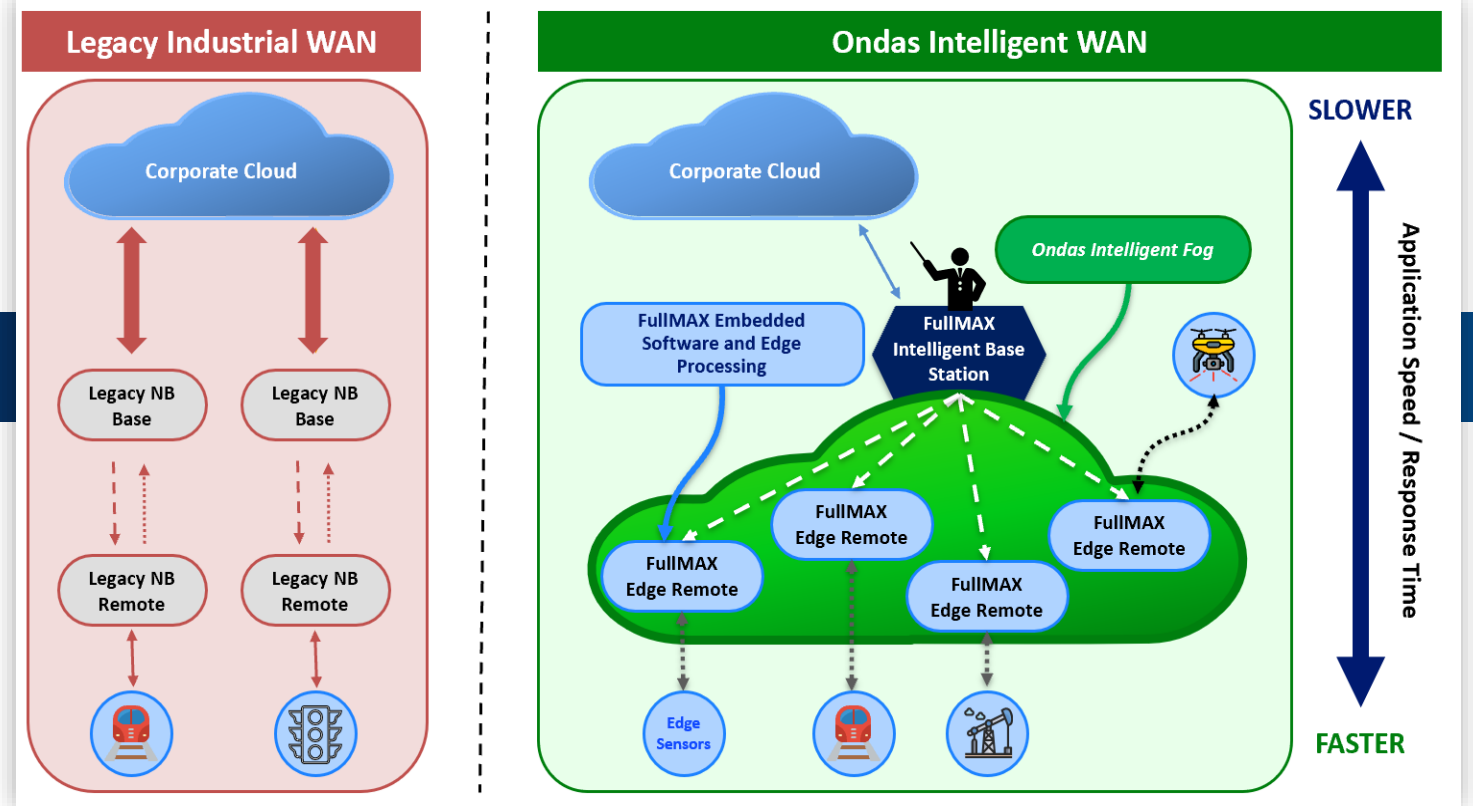 Legacy Industrial WAN
Corporate Cloud
Legacy NB
Base
Legacy NB
Base
Legacy NB
Remote
Legacy NB
Remote
Ondas Intelligent WAN
Corporate Cloud
Ondas Intelligent Fog
FullMAX Embedded
Software and Edge
Processing
FullMAX
Intelligent Base
Station
FullMAX
Edge Remote
FullMAX
Edge Remote
FullMAX
Edge Remote
FullMAX
Edge Remote
Edge
Sensors
SLOWER
Application Speed / Response Time
FASTER